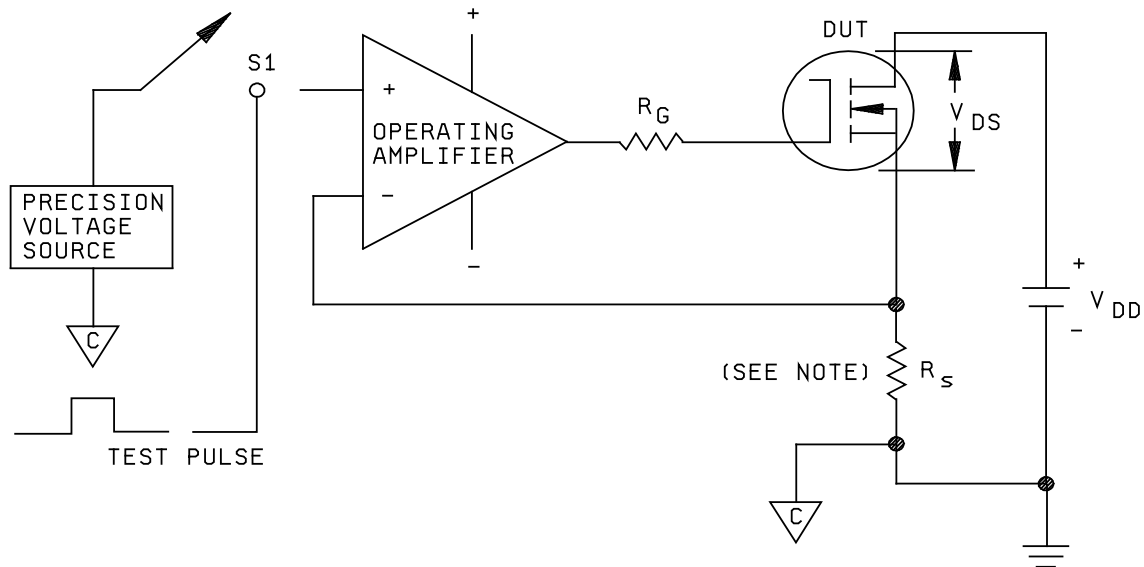 +
DUT
S1
+
R G
V DS
OPERATING
AMPLIFIER
-
PRECISION
VOLTAGE
SOURCE
-
+
V DD
-
C
(SEE NOTE) R s
TEST PULSE
C